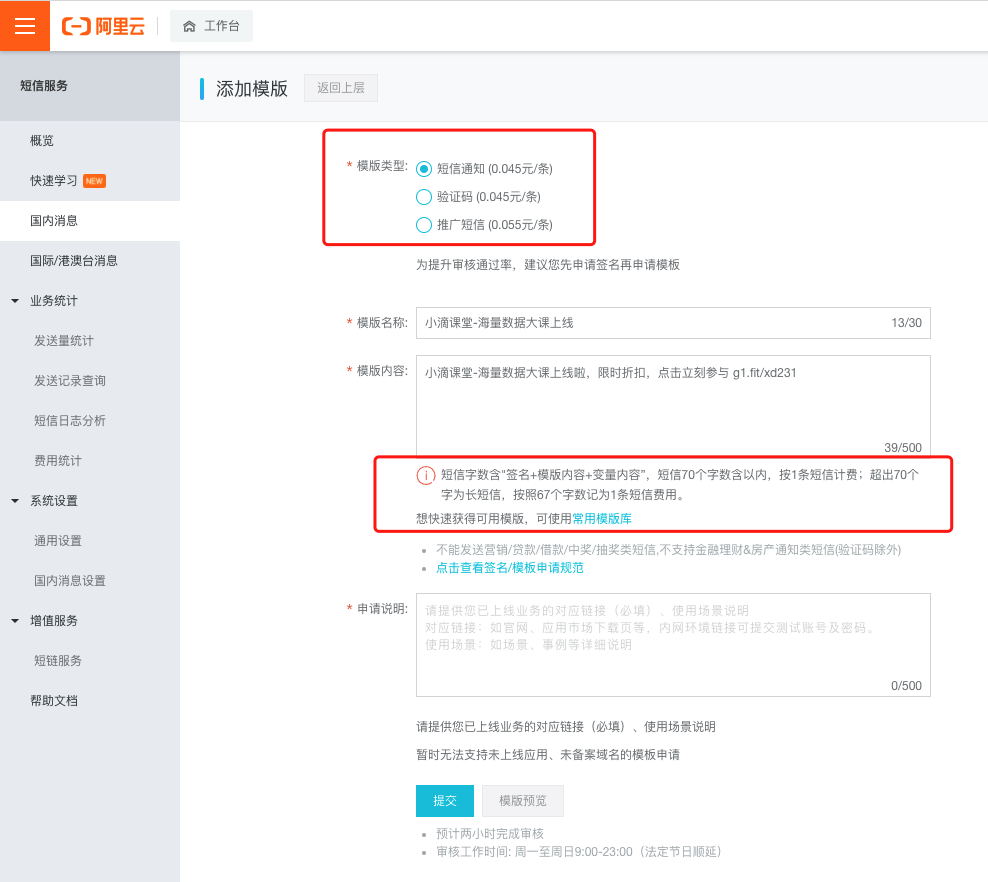 阿里云
工作台
短信服务
概览
快速学习 NEW
国内消息
国际/港澳台消息
业务统计
发送量统计
发送记录查询
短信日志分析
费用统计
系统设置
通用设置
国内消息设置
增值服务
短链服务
帮助文档
添加模版
返回上层
* 模版类型:
短信通知 (0.045元/条)
验证码 (0.045元/条)
推广短信 (0.055元/条)
为提升审核通过率，建议您先申请签名再申请模板
* 模版名称:
小滴课堂-海量数据大课上线
13/30
* 模版内容:
小滴课堂-海量数据大课上线啦，限时折扣，点击立刻参与 g1.fit/xd231
39/500
短信字数含"签名+模版内容+变量内容"，短信70个字数含以内，按1条短信计费；超出70个
字为长短信，按照67个字数记为1条短信费用。
想快速获得可用模版，可使用常用模版库
不能发送营销/贷款/借款/中奖/抽奖类短信,不支持金融理财&房产通知类短信(验证码除外)
点击查看签名/模板申请规范
* 申请说明:
请提供您已上线业务的对应链接（必填）、使用场景说明
对应链接：如官网、应用市场下载页等，内网环境链接可提交测试账号及密码。
使用场景：如场景、事例等详细说明
0/500
请提供您已上线业务的对应链接（必填）、使用场景说明
暂时无法支持未上线应用、未备案域名的模板申请
提交
模版预览
预计两小时完成审核
审核工作时间: 周一至周日9:00-23:00（法定节日顺延）